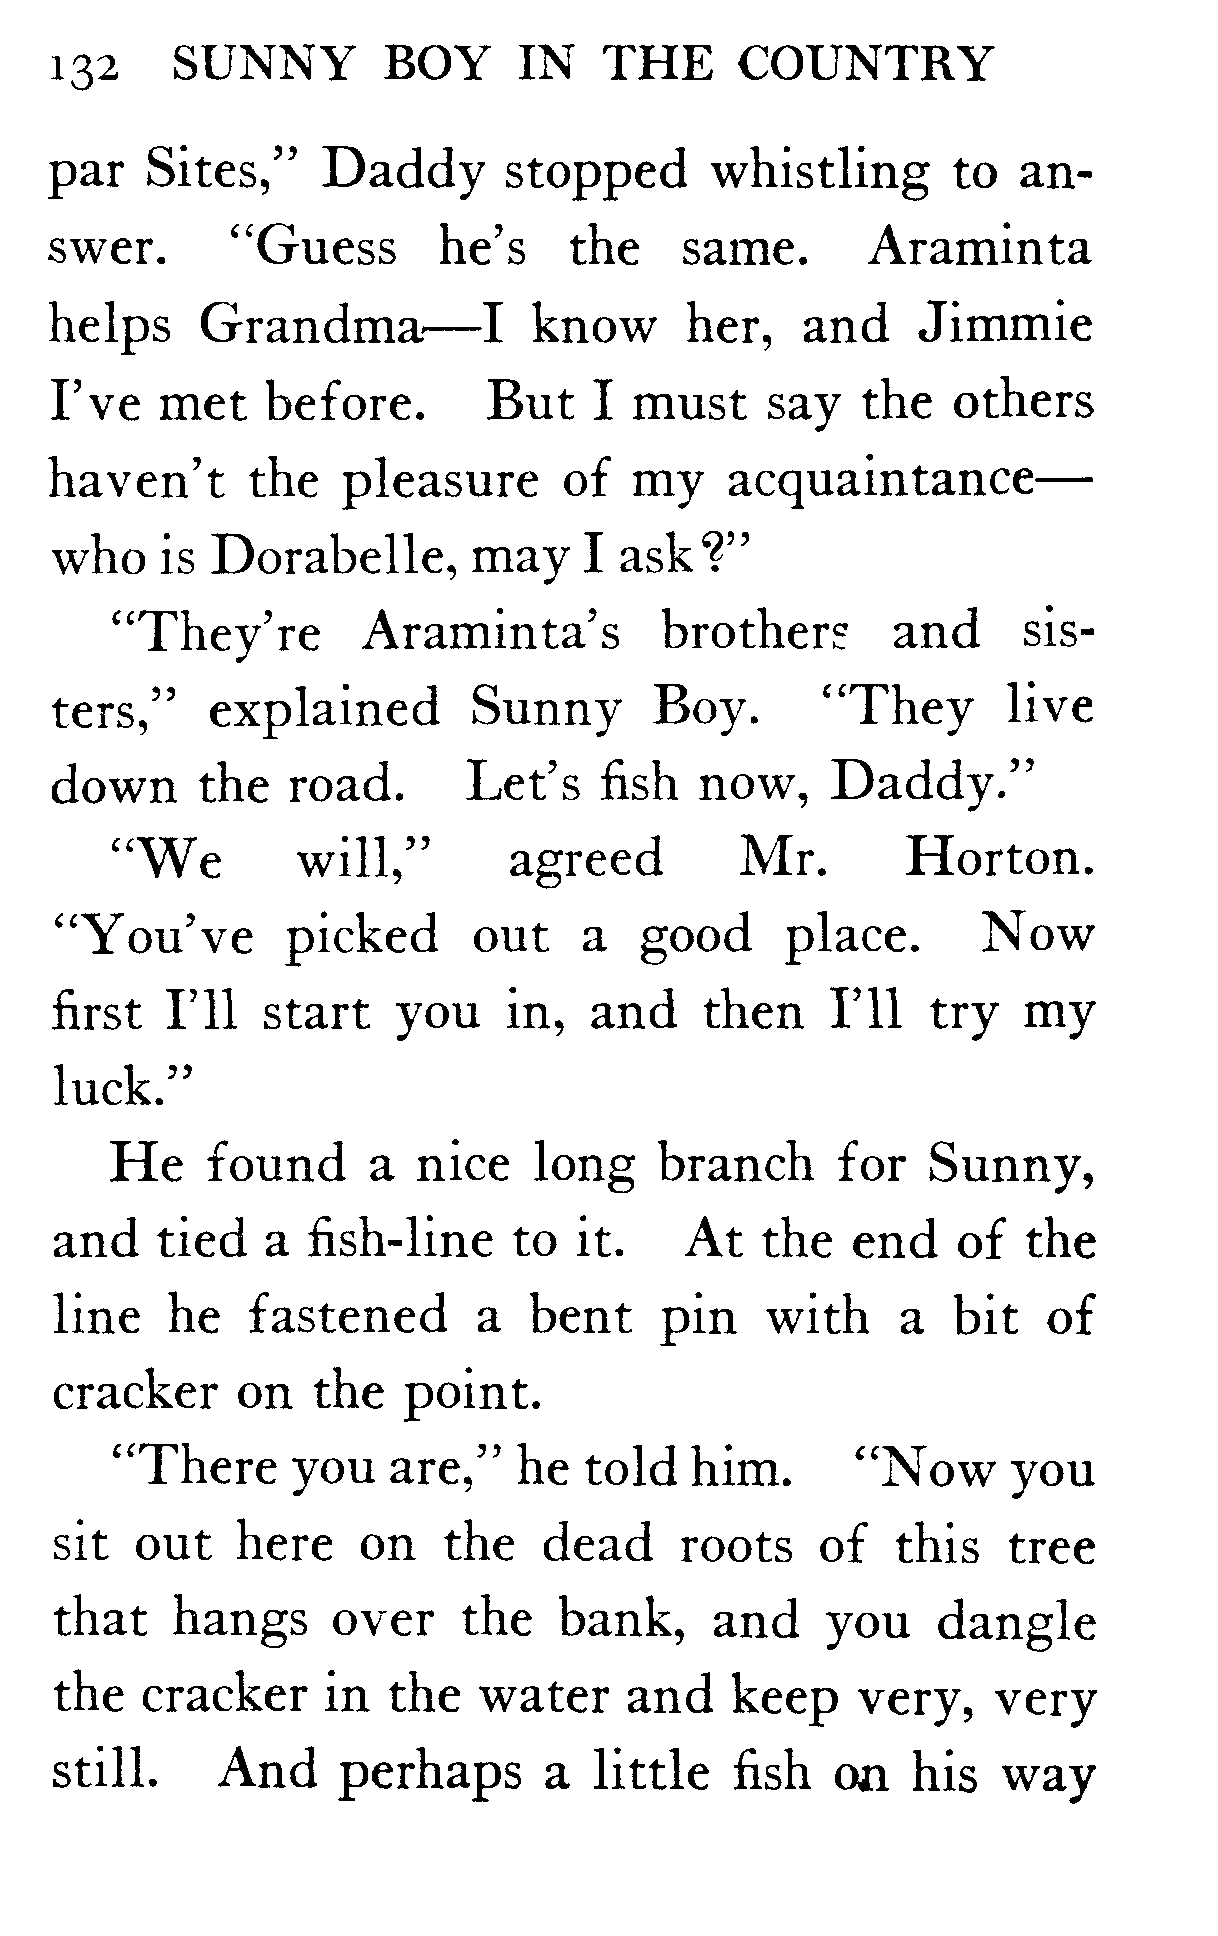 132 SUNNY BOY IN THE COUNTRY
par Sites,” Daddy stopped whistling to an-
swer. “Guess he’s the same. Araminta
helps Grandma—I know her, and Jimmie
I’ve met before. But I must say the others
haven’t the pleasure of my acquaintance—
who is Dorabelle, may I ask?”
“They’re Araminta’s brothers and sis-
ters,” explained Sunny Boy. “They live
down the road. Let’s fish now, Daddy.”
“We will,” agreed Mr. Horton.
“You’ve picked out a good place. Now
first I’ll start you in, and then I’ll try my
luck.”
He found a nice long branch for Sunny,
and tied a fish-line to it. At the end of the
line he fastened a bent pin with a bit of
cracker on the point.
“There you are,” he told him. “Now you
sit out here on the dead roots of this tree
that hangs over the bank, and you dangle
the cracker in the water and keep very, very
still. And perhaps a little fish on his way